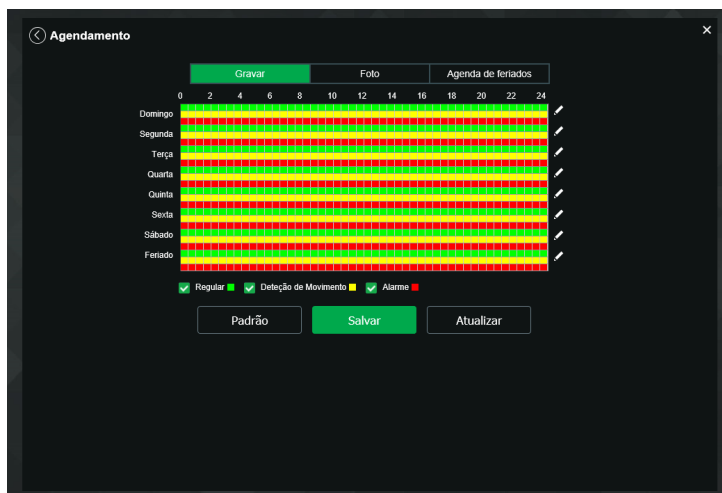 Agendamento
Gravar Foto Agenda de feriados
0 2 4 6 8 10 12 14 16 18 20 22 24
Domingo
Segunda
Terça
Quarta
Quinta
Sexta
Sábado
Feriado
Regular Deteção de Movimento Alarme
Padrão Salvar Atualizar